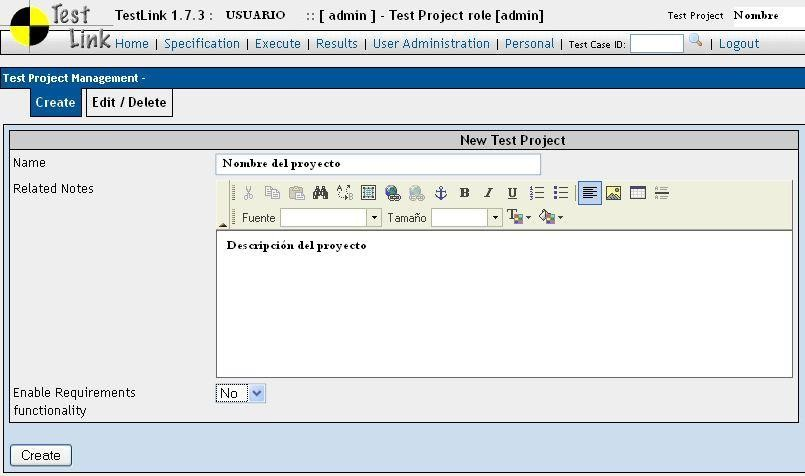 Test Link
TestLink 1.7.3 : USUARIO :: [ admin ] - Test Project role [admin]
Test Project Nombre
Home | Specification | Execute | Results | User Administration | Personal | Test Case ID: | Logout
Test Project Management -
Create Edit / Delete
New Test Project
Name Nombre del proyecto
Related Notes
B I U
Fuente Tamaño
Descripción del proyecto
Enable Requirements No
functionality
Create